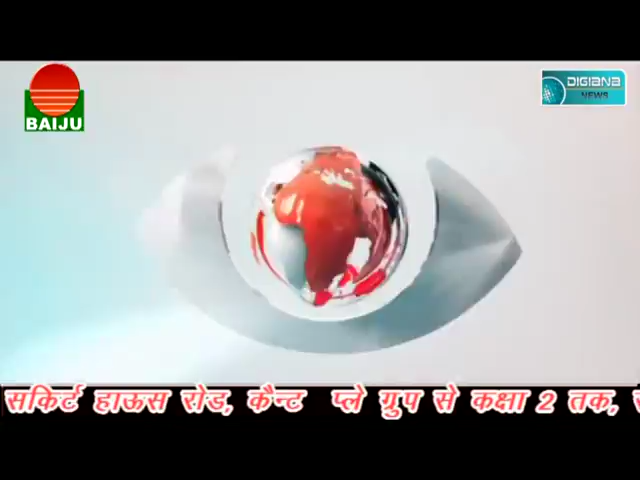 BAIJU
DIGIANA
NEWS
सकिर्ट हाऊस रोड, कैन्ट प्ले ग्रुप से कक्षा 2 तक,